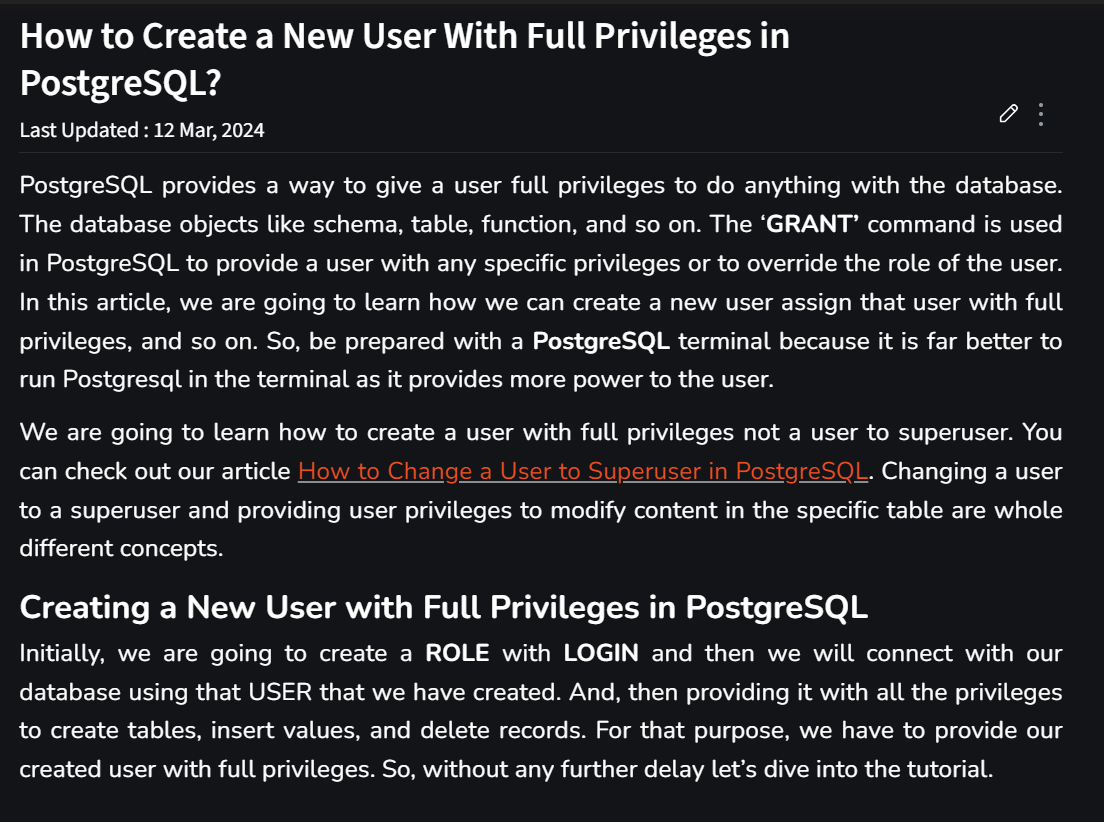 How to Create a New User With Full Privileges in
PostgreSQL?
Last Updated : 12 Mar, 2024
PostgreSQL provides a way to give a user full privileges to do anything with the database.
The database objects like schema, table, function, and so on. The ‘GRANT’ command is used
in PostgreSQL to provide a user with any specific privileges or to override the role of the user.
In this article, we are going to learn how we can create a new user assign that user with full
privileges, and so on. So, be prepared with a PostgreSQL terminal because it is far better to
run Postgresql in the terminal as it provides more power to the user.
We are going to learn how to create a user with full privileges not a user to superuser. You
can check out our article How to Change a User to Superuser in PostgreSQL. Changing a user
to a superuser and providing user privileges to modify content in the specific table are whole
different concepts.
Creating a New User with Full Privileges in PostgreSQL
Initially, we are going to create a ROLE with LOGIN and then we will connect with our
database using that USER that we have created. And, then providing it with all the privileges
to create tables, insert values, and delete records. For that purpose, we have to provide our
created user with full privileges. So, without any further delay let’s dive into the tutorial.